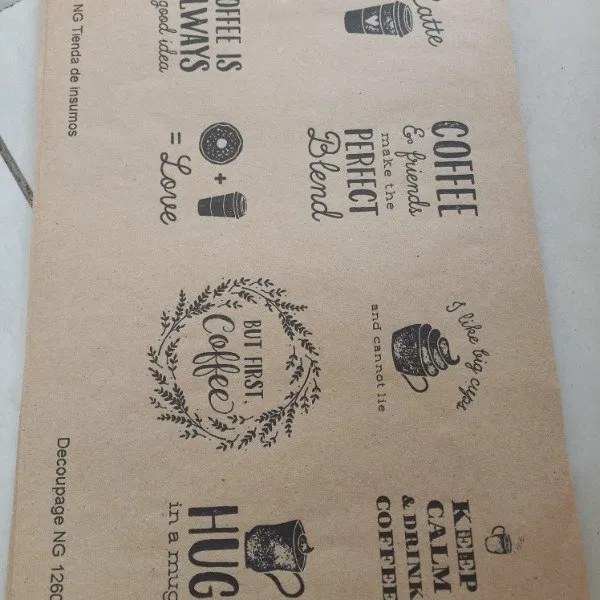 Latte
COFFEE
& friends
make the
PERFECT
Blend
I like big cups
and cannot lie
KEEP
CALM
& DRINK
COFFEE
COFFEE IS
ALWAYS
good idea
+
= Love
BUT FIRST,
Coffee
HUG
in a mug
NG Tienda de insumos
Decoupage NG 1260